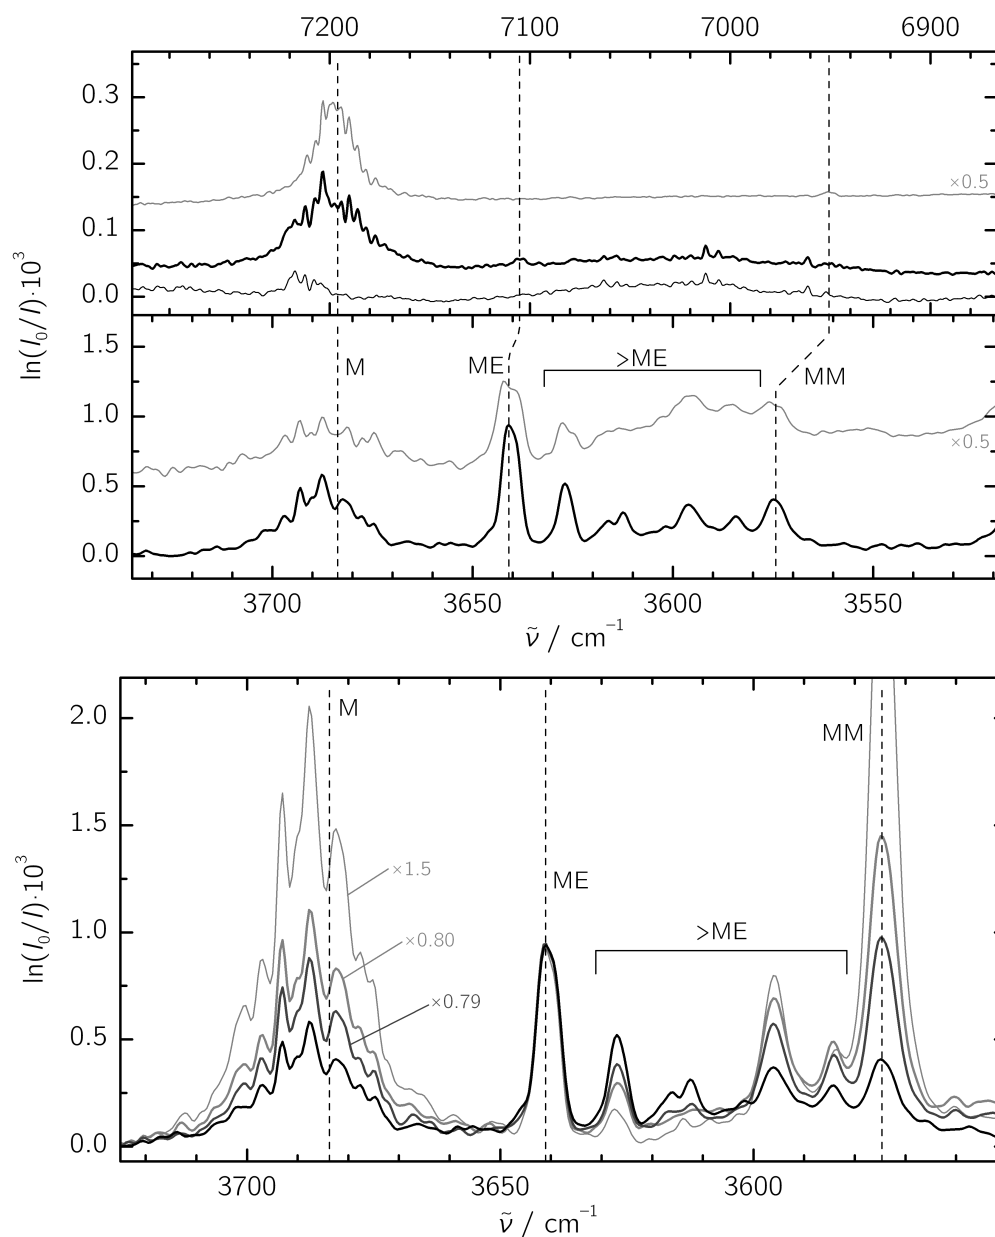 7200 7100 7000 6900
0.3
0.2
0.1
0.0
×0.5
ln(I₀/I)·10³
1.5
1.0
0.5
0.0
M
ME
>ME
MM
×0.5
3700 3650 3600 3550
ν̃ / cm⁻¹
2.0
1.5
1.0
0.5
0.0
ln(I₀/I)·10³
M
MM
×1.5
ME
×0.80
>ME
×0.79
3700 3650 3600
ν̃ / cm⁻¹